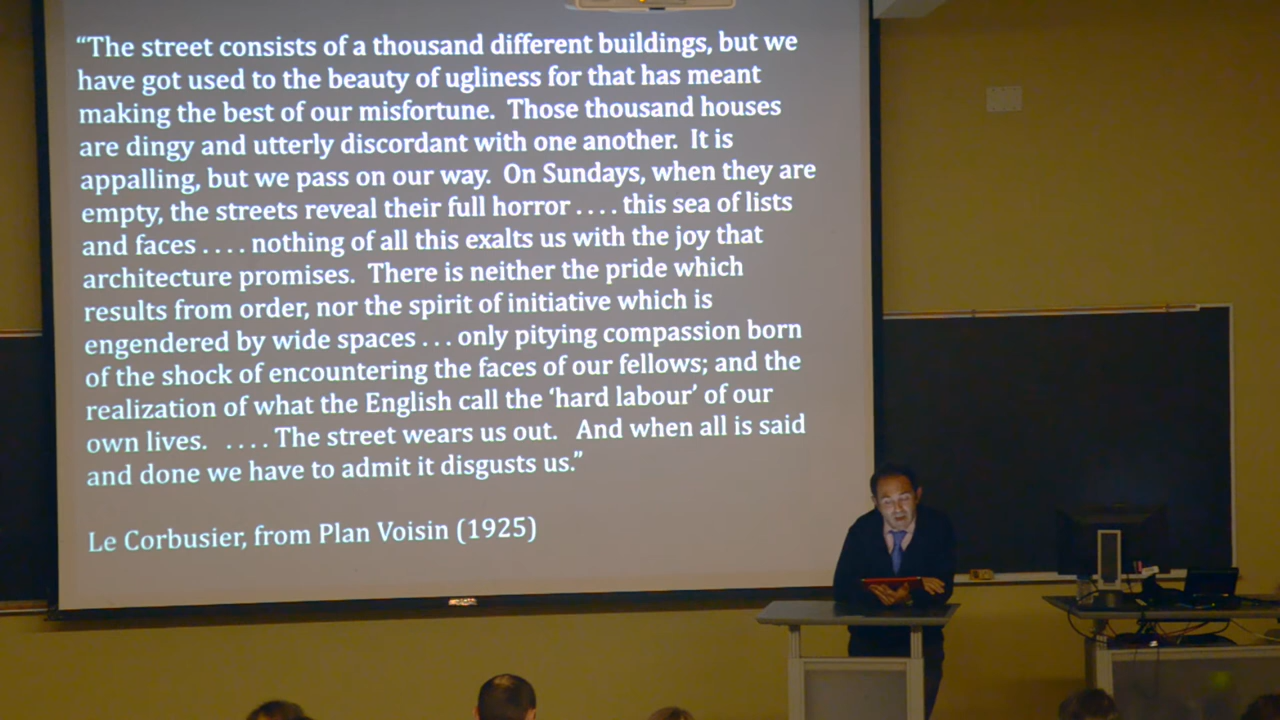 “The street consists of a thousand different buildings, but we
have got used to the beauty of ugliness for that has meant
making the best of our misfortune.  Those thousand houses
are dingy and utterly discordant with one another.  It is
appalling, but we pass on our way.  On Sundays, when they are
empty, the streets reveal their full horror . . . . this sea of lists
and faces . . . . nothing of all this exalts us with the joy that
architecture promises.  There is neither the pride which
results from order, nor the spirit of initiative which is
engendered by wide spaces . . . only pitying compassion born
of the shock of encountering the faces of our fellows; and the
realization of what the English call the ‘hard labour’ of our
own lives.   . . . . The street wears us out.   And when all is said
and done we have to admit it disgusts us.”
Le Corbusier, from Plan Voisin (1925)